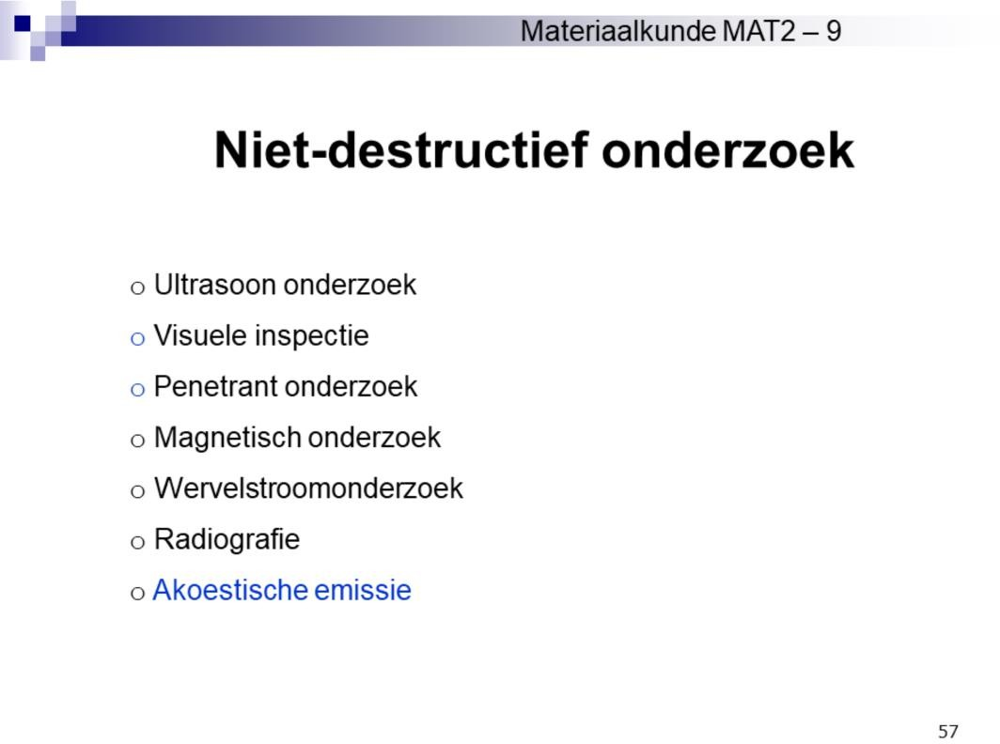 Materiaalkunde MAT2 – 9
Niet-destructief onderzoek
o Ultrasoon onderzoek
o Visuele inspectie
o Penetrant onderzoek
o Magnetisch onderzoek
o Wervelstroomonderzoek
o Radiografie
o Akoestische emissie
57